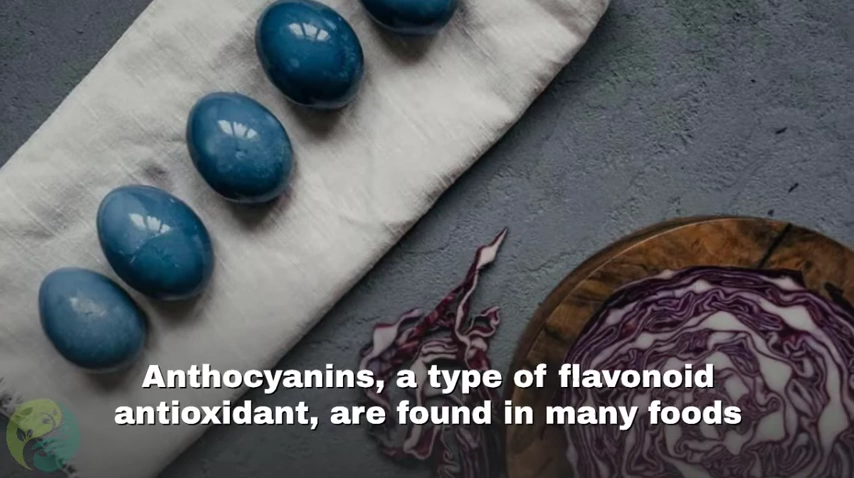 Anthocyanins, a type of flavonoid
antioxidant, are found in many foods